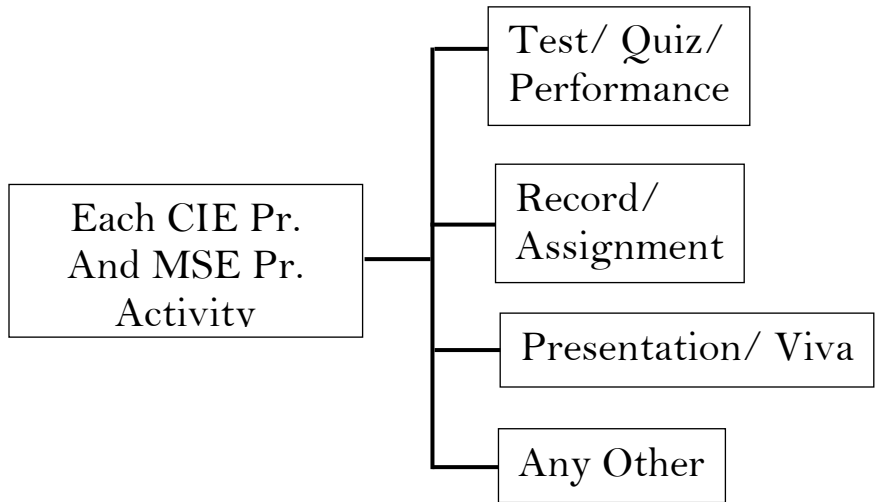 Test/ Quiz/
Performance
Each CIE Pr.
And MSE Pr.
Activity
Record/
Assignment
Presentation/ Viva
Any Other